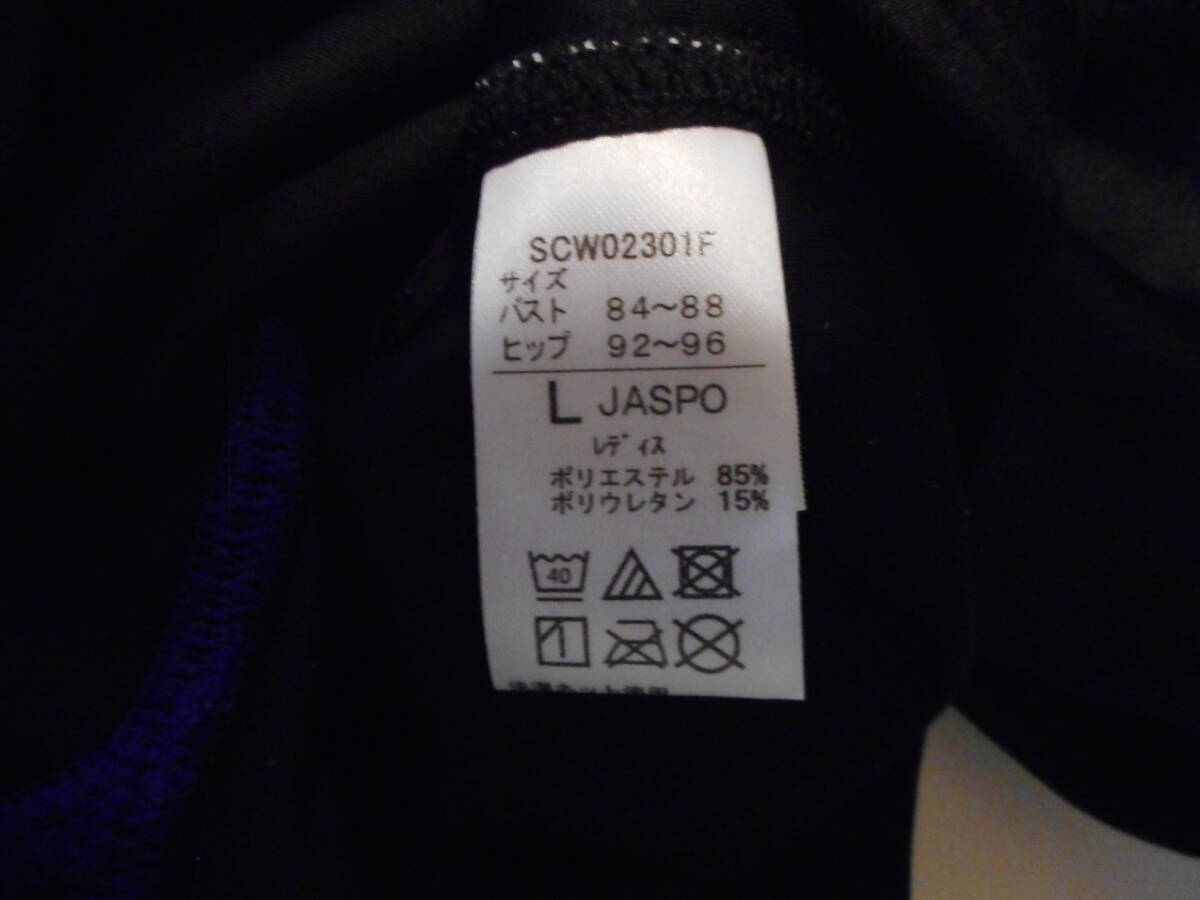 SCW02301F
サイズ
バスト 84～88
ヒップ 92～96
L JASPO
ﾚﾃﾞｨｽ
ポリエステル 85%
ポリウレタン 15%
40